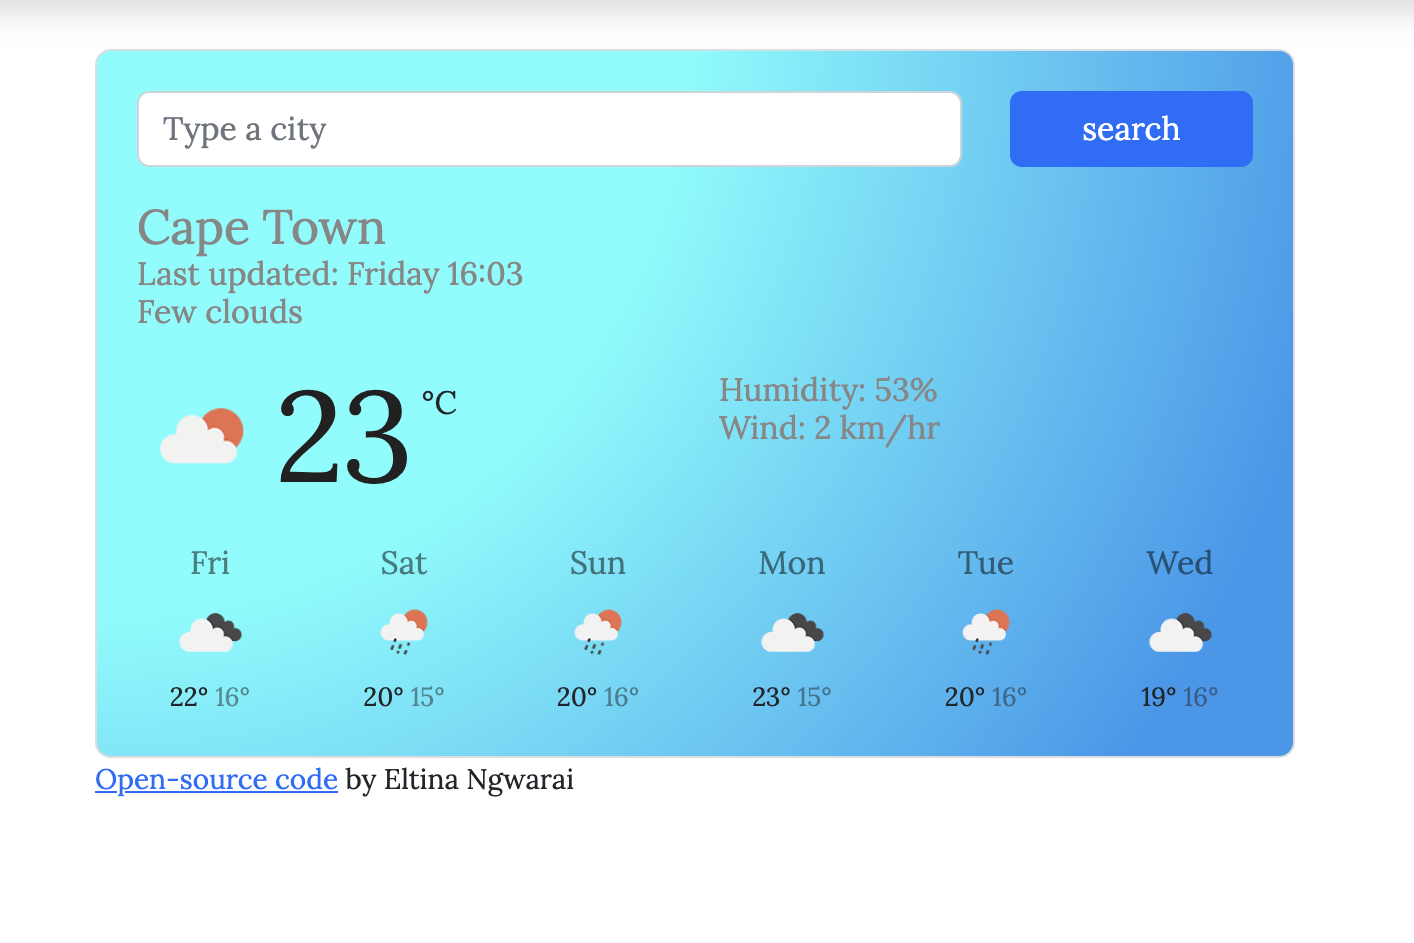 Type a city
search
Cape Town
Last updated: Friday 16:03
Few clouds
23 °C
Humidity: 53%
Wind: 2 km/hr
Fri Sat Sun Mon Tue Wed
22° 16° 20° 15° 20° 16° 23° 15° 20° 16° 19° 16°
Open-source code by Eltina Ngwarai